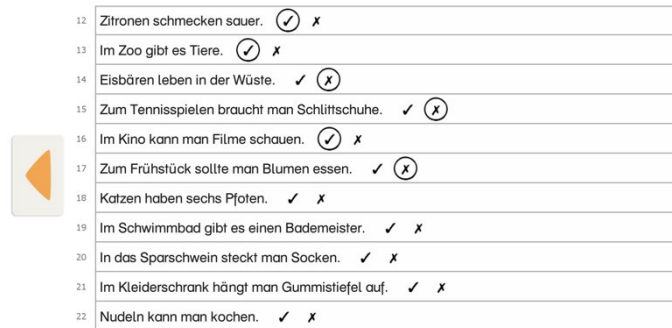 12 Zitronen schmecken sauer. ✓ ✗
13 Im Zoo gibt es Tiere. ✓ ✗
14 Eisbären leben in der Wüste. ✓ ✗
15 Zum Tennisspielen braucht man Schlittschuhe. ✓ ✗
16 Im Kino kann man Filme schauen. ✓ ✗
17 Zum Frühstück sollte man Blumen essen. ✓ ✗
18 Katzen haben sechs Pfoten. ✓ ✗
19 Im Schwimmbad gibt es einen Bademeister. ✓ ✗
20 In das Sparschwein steckt man Socken. ✓ ✗
21 Im Kleiderschrank hängt man Gummistiefel auf. ✓ ✗
22 Nudeln kann man kochen. ✓ ✗